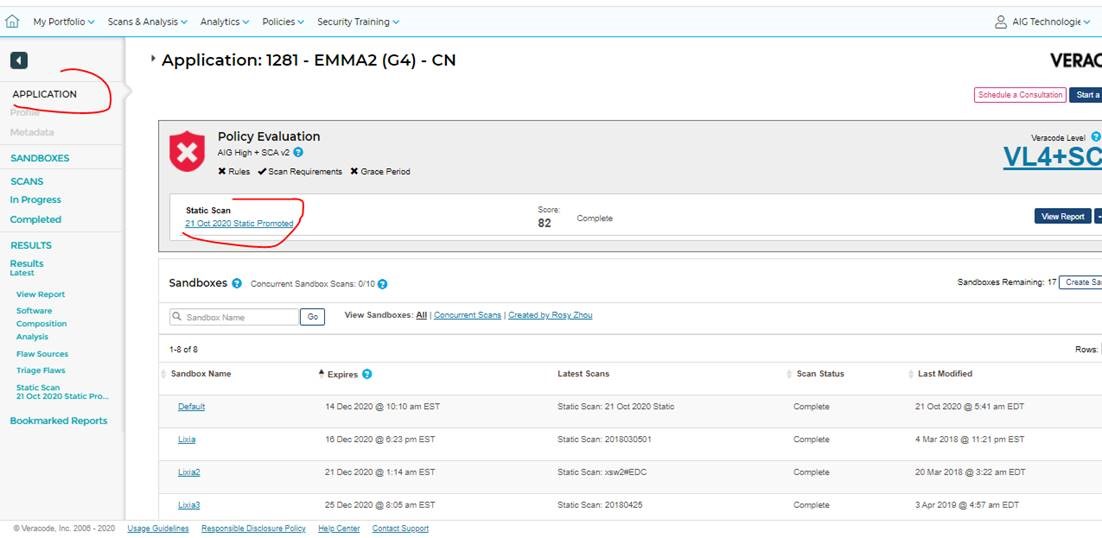 My Portfolio Scans & Analysis Analytics Policies Security Training AIG Technologie
Application: 1281 - EMMA2 (G4) - CN
VERAC
APPLICATION
Profile
Metadata
SANDBOXES
SCANS
In Progress
Completed
RESULTS
Results
Latest
View Report
Software
Composition
Analysis
Flaw Sources
Triage Flaws
Static Scan
21 Oct 2020 Static Pro...
Bookmarked Reports
Schedule a Consultation Start a
Policy Evaluation
AIG High + SCA v2
Rules Scan Requirements Grace Period
Veracode Level
VL4+SC
Static Scan
21 Oct 2020 Static Promoted
Score:
82
Complete
View Report
Sandboxes Concurrent Sandbox Scans: 0/10 Sandboxes Remaining: 17 Create Sa
Sandbox Name Go View Sandboxes: All | Concurrent Scans | Created by Rosy Zhou
1-8 of 8 Rows:
Sandbox Name Expires Latest Scans Scan Status Last Modified
Default 14 Dec 2020 @ 10:10 am EST Static Scan: 21 Oct 2020 Static Complete 21 Oct 2020 @ 5:41 am EDT
Lixia 16 Dec 2020 @ 6:23 pm EST Static Scan: 2018030501 Complete 4 Mar 2018 @ 11:21 pm EST
Lixia2 21 Dec 2020 @ 1:14 am EST Static Scan: xsw2#EDC Complete 20 Mar 2018 @ 3:22 am EDT
Lixia3 25 Dec 2020 @ 8:05 am EST Static Scan: 20180425 Complete 3 Apr 2019 @ 4:57 am EDT
© Veracode, Inc. 2006 - 2020 Usage Guidelines Responsible Disclosure Policy Help Center Contact Support